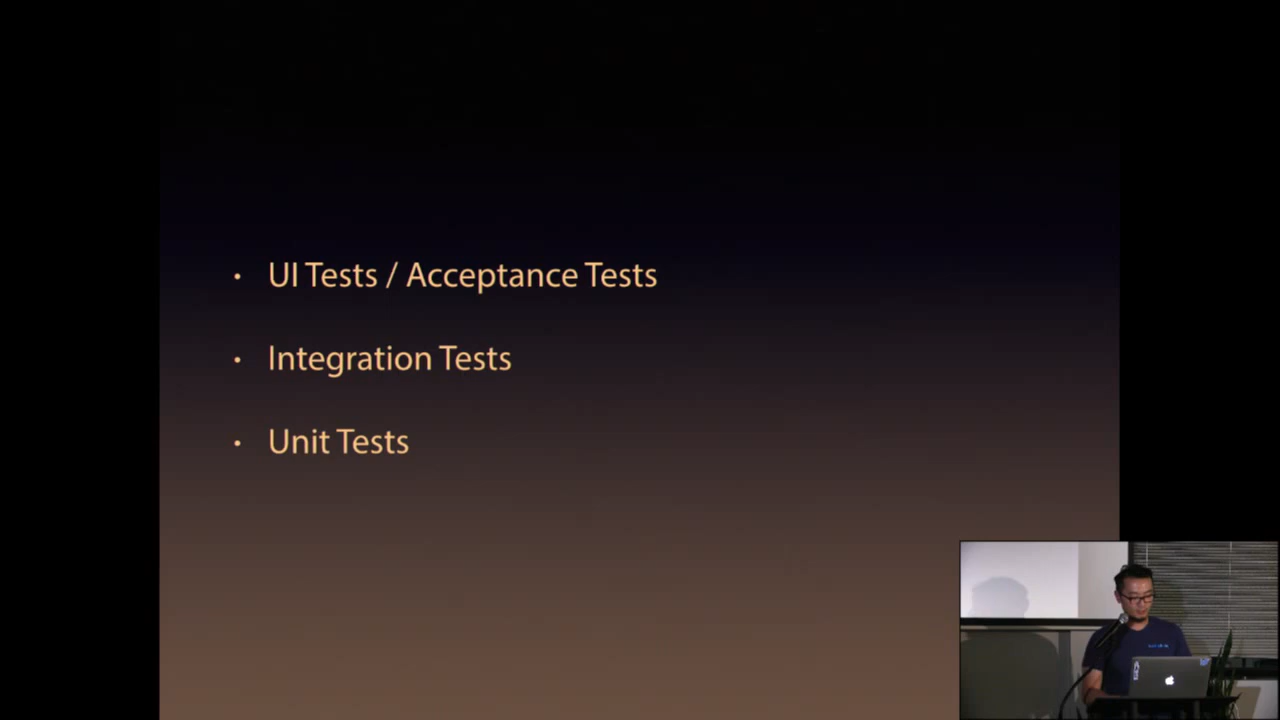 • UI Tests / Acceptance Tests
• Integration Tests
• Unit Tests